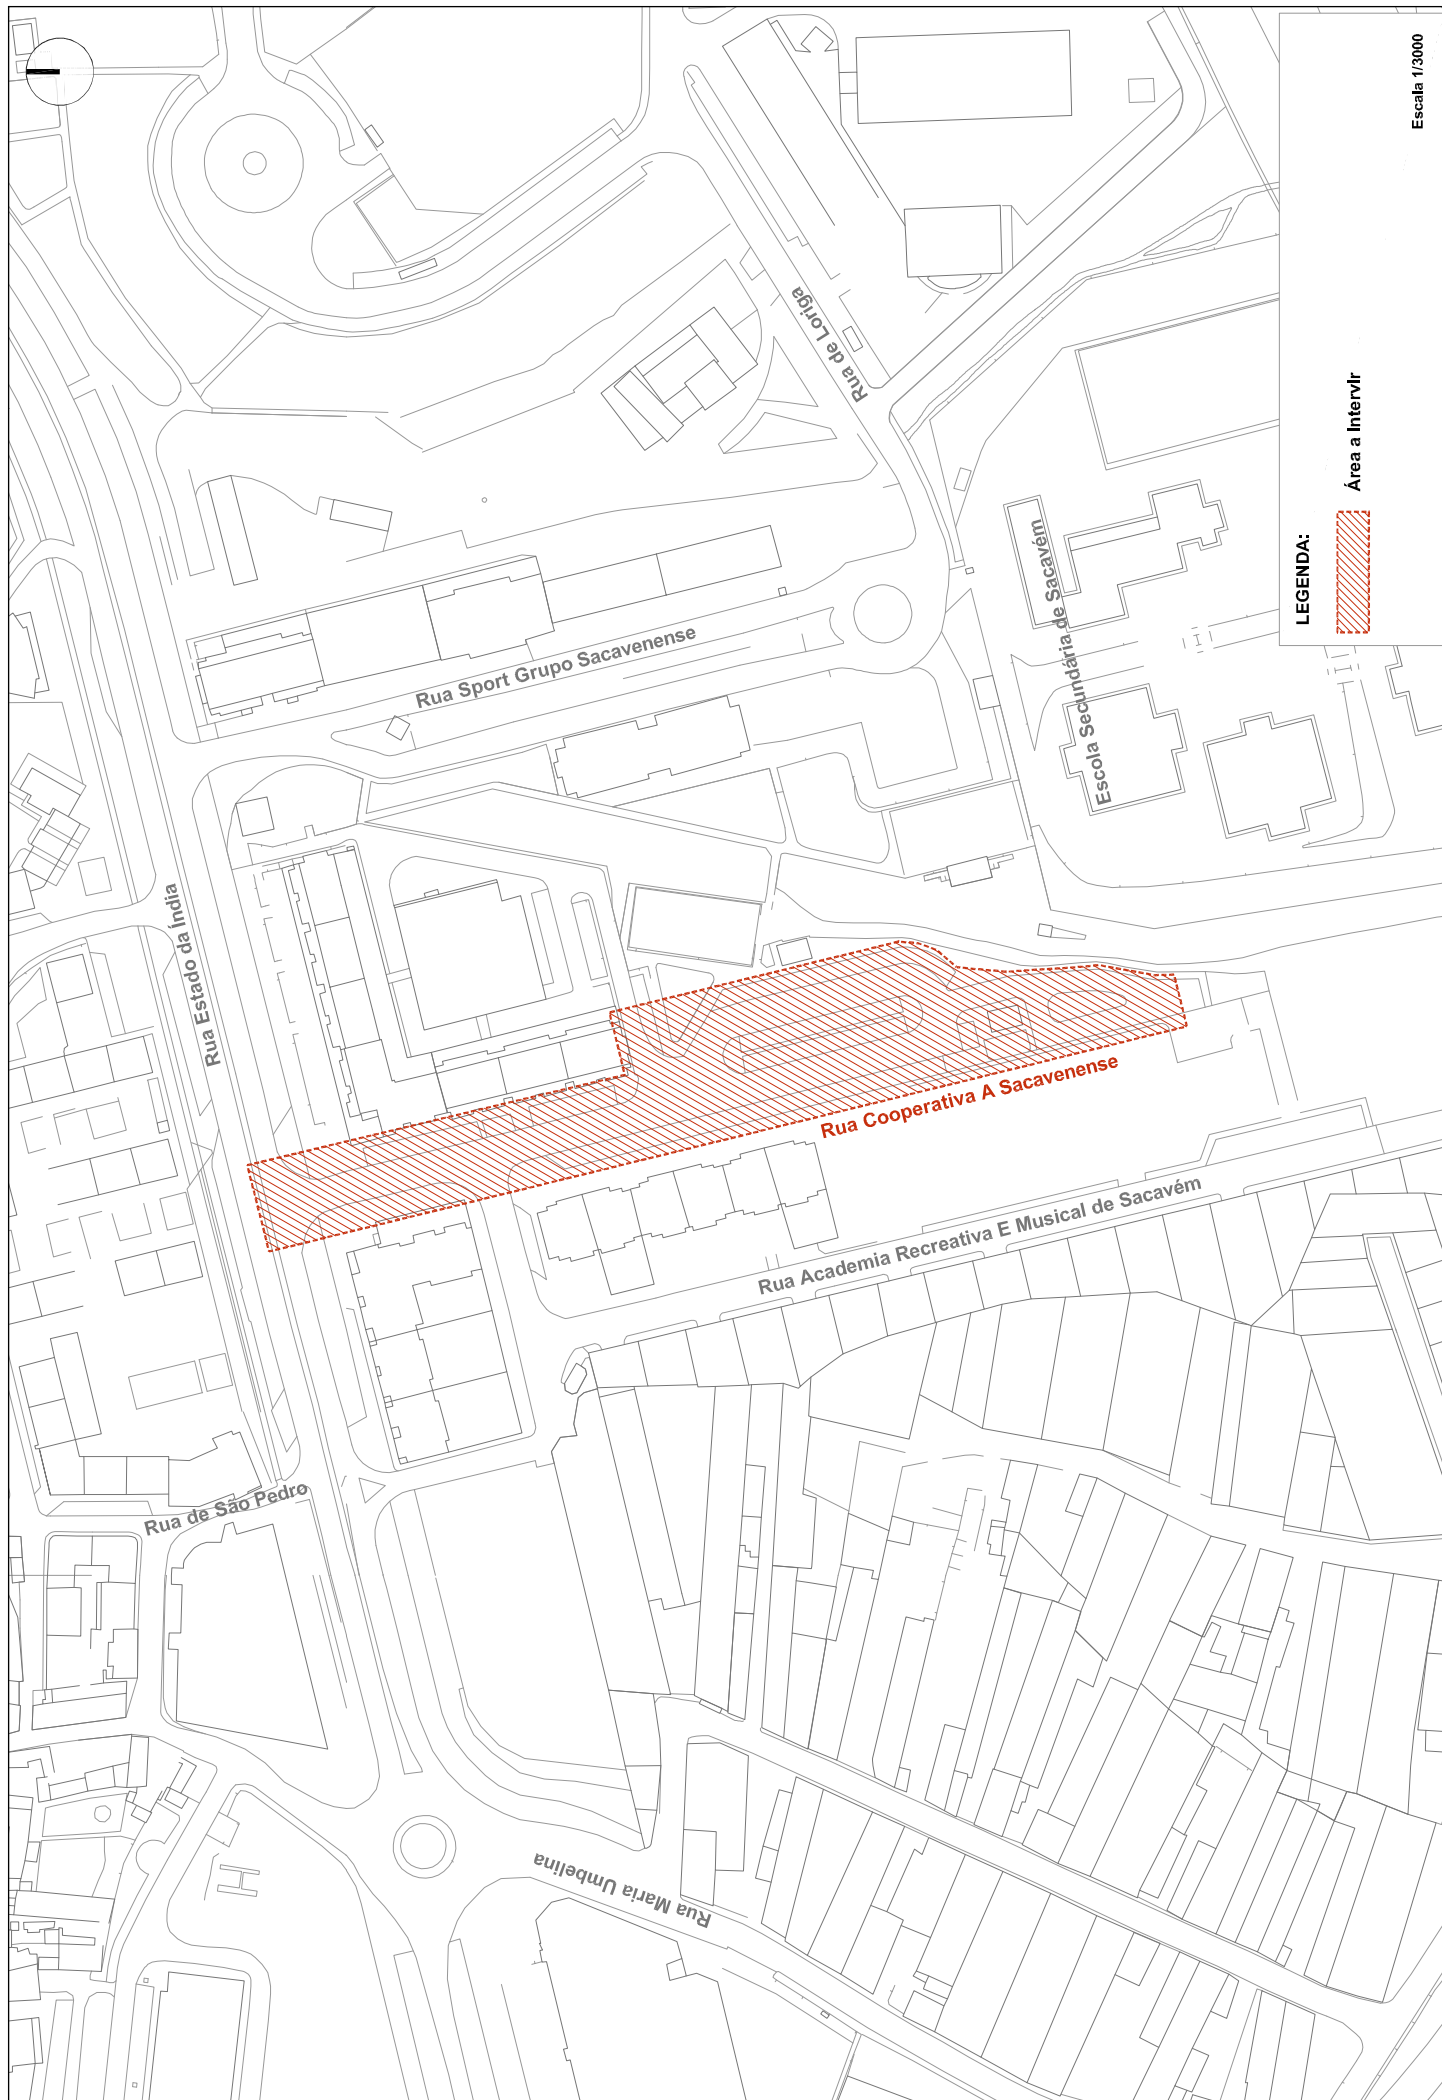 Rua de Loriga
Rua Sport Grupo Sacavenense
Escola Secundária de Sacavém
Rua Estado da Índia
Rua Cooperativa A Sacavenense
Rua Academia Recreativa E Musical de Sacavém
Rua de São Pedro
Rua Maria Umbelina
LEGENDA:
Área a Intervir
Escala 1/3000